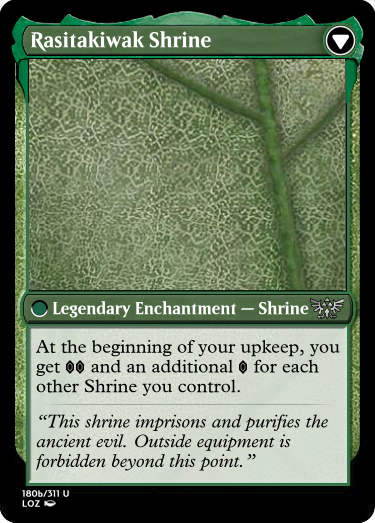 Rasitakiwak Shrine
Legendary Enchantment — Shrine
At the beginning of your upkeep, you
get and an additional for each
other Shrine you control.
“This shrine imprisons and purifies the
ancient evil. Outside equipment is
forbidden beyond this point.”
180b/311 U
LOZ